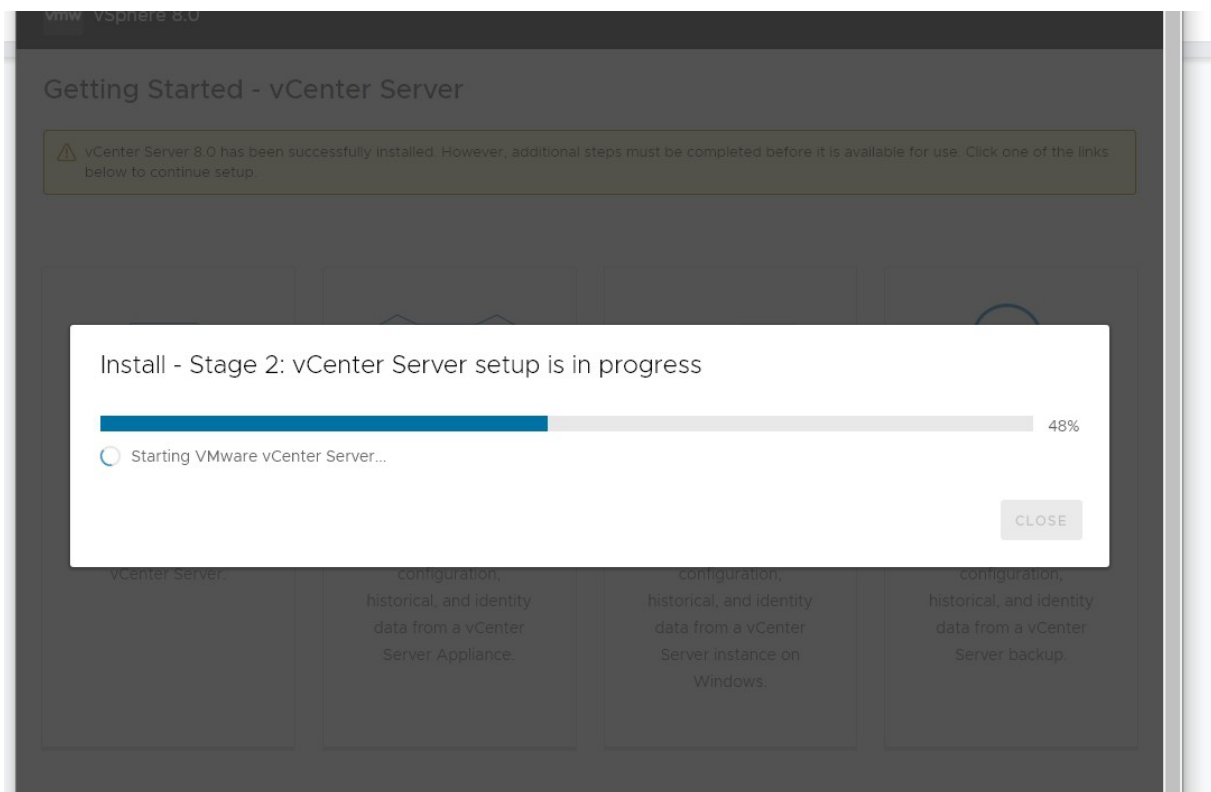 vmw vSphere 8.0
Getting Started - vCenter Server
vCenter Server 8.0 has been successfully installed. However, additional steps must be completed before it is available for use. Click one of the links
below to continue setup.
Install - Stage 2: vCenter Server setup is in progress
48%
Starting VMware vCenter Server...
CLOSE
vCenter Server.
configuration,
historical, and identity
data from a vCenter
Server Appliance.
configuration,
historical, and identity
data from a vCenter
Server instance on
Windows.
configuration,
historical, and identity
data from a vCenter
Server backup.